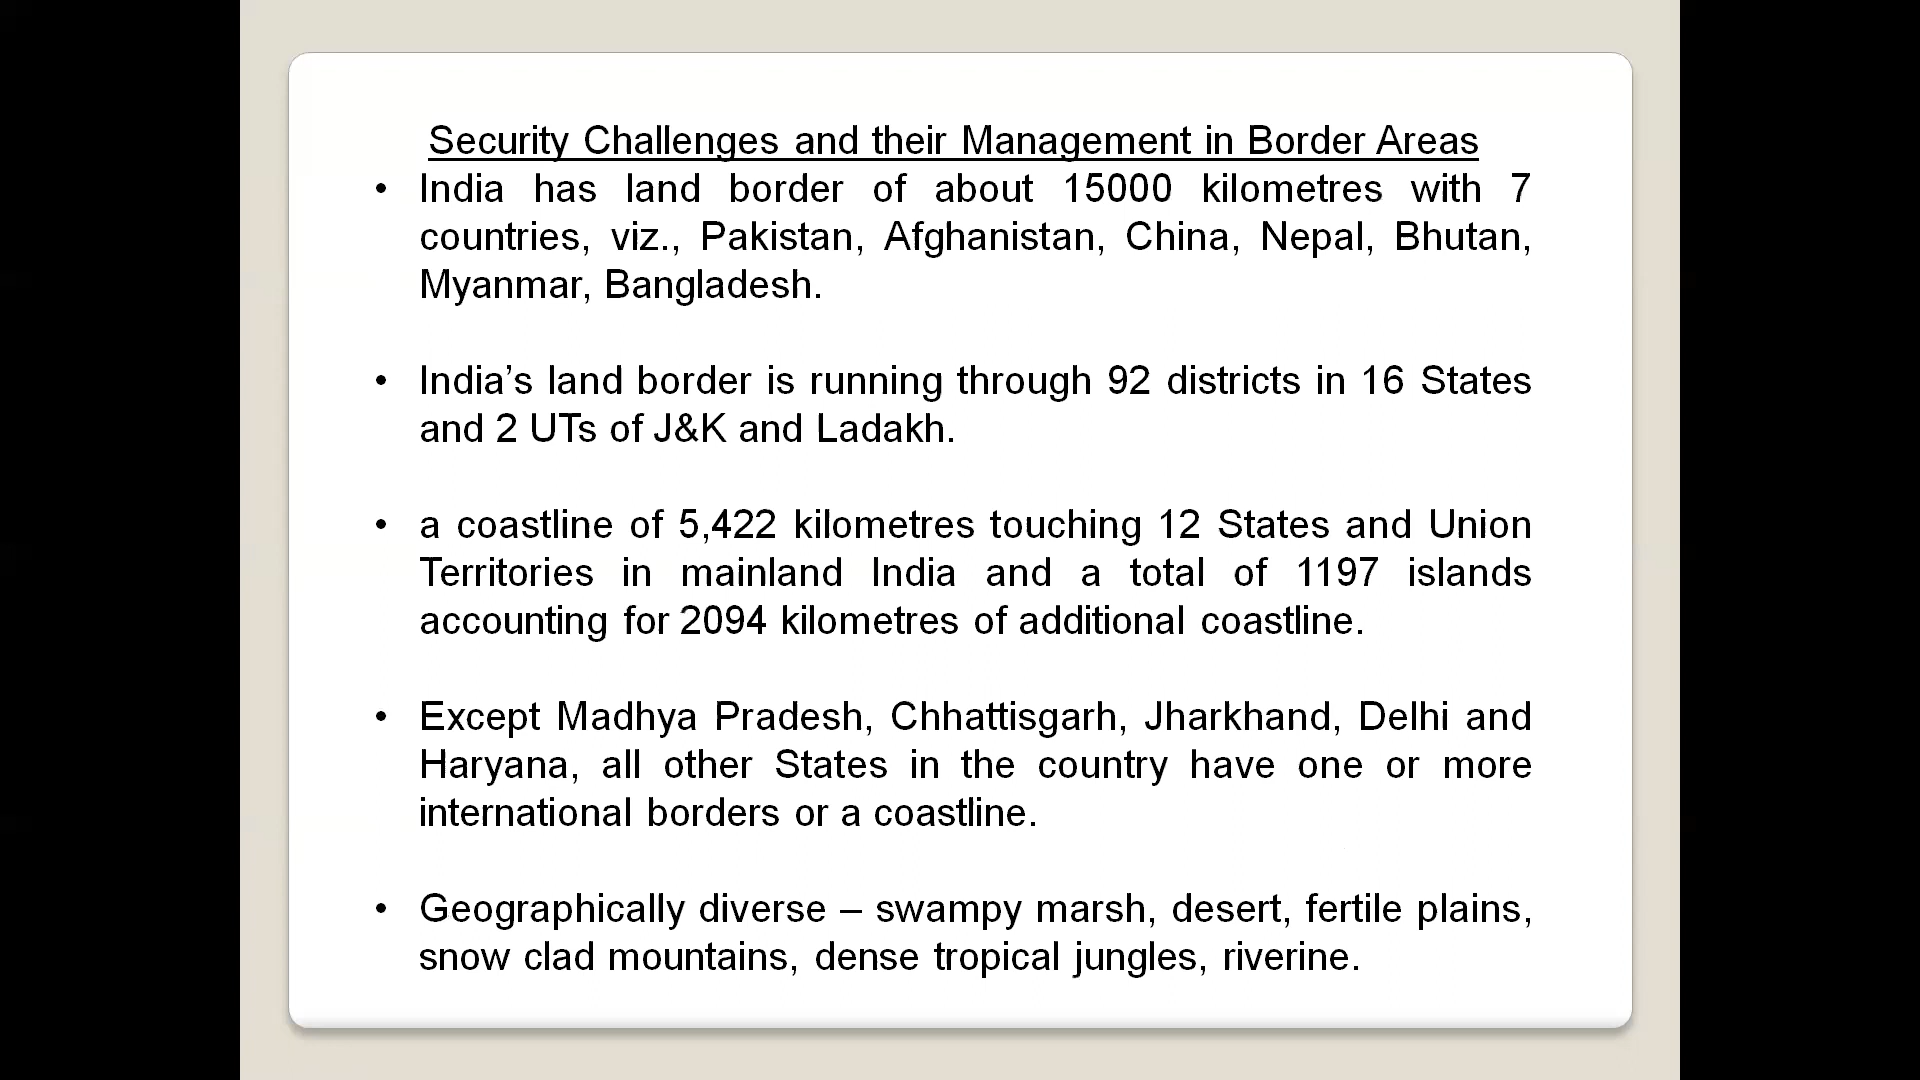 Security Challenges and their Management in Border Areas
• India has land border of about 15000 kilometres with 7
countries, viz., Pakistan, Afghanistan, China, Nepal, Bhutan,
Myanmar, Bangladesh.
• India’s land border is running through 92 districts in 16 States
and 2 UTs of J&K and Ladakh.
• a coastline of 5,422 kilometres touching 12 States and Union
Territories in mainland India and a total of 1197 islands
accounting for 2094 kilometres of additional coastline.
• Except Madhya Pradesh, Chhattisgarh, Jharkhand, Delhi and
Haryana, all other States in the country have one or more
international borders or a coastline.
• Geographically diverse – swampy marsh, desert, fertile plains,
snow clad mountains, dense tropical jungles, riverine.